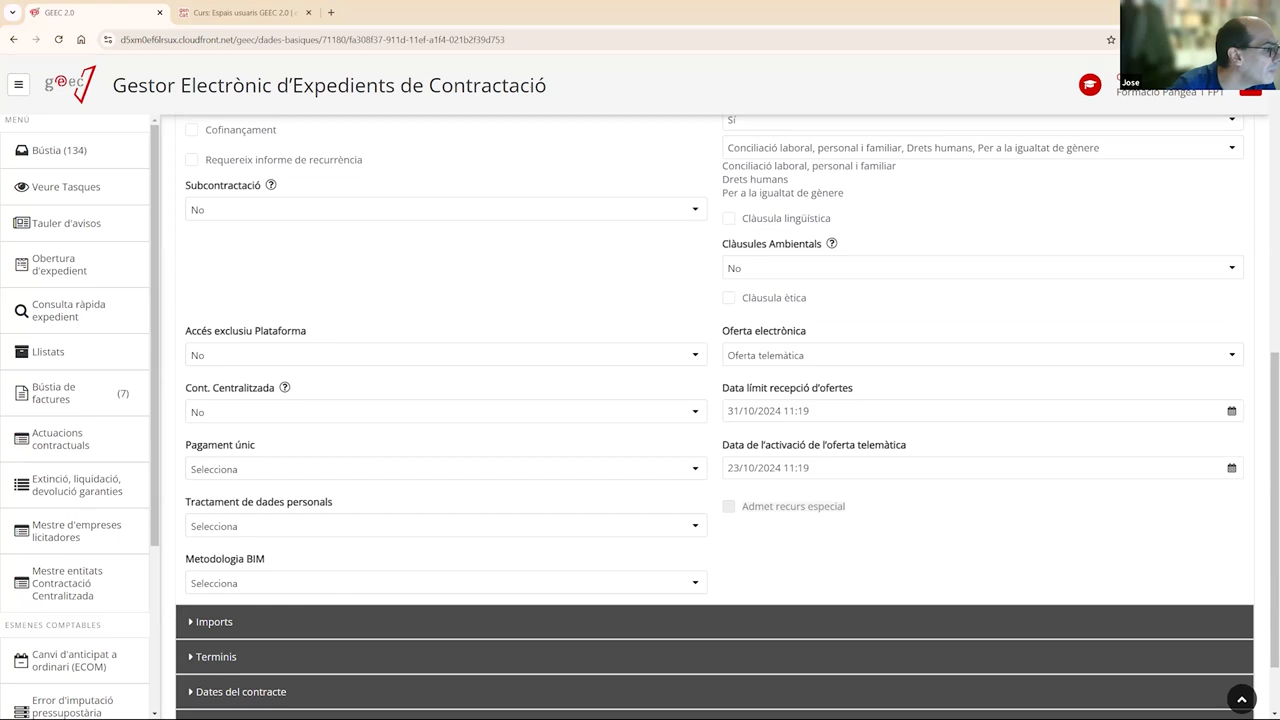 GEEC 2.0
Curs: Espais usuaris GEEC 2.0 | c
d5xm0ef6lrsux.cloudfront.net/geec/dades-basiques/71180/fa308f37-911d-11ef-a1f4-021b2f39d753
Jose
geec
Gestor Electrònic d'Expedients de Contractació
Formació Pangea 1 FP1
MENÚ
Bústia (134)
Veure Tasques
Tauler d'avisos
Obertura
d'expedient
Consulta ràpida
expedient
Llistats
Bústia de
factures
(7)
Actuacions
contractuals
Extinció, liquidació,
devolució garanties
Mestre d'empreses
licitadores
Mestre entitats
Contractació
Centralitzada
ESMENES COMPTABLES
Canvi d'anticipat a
ordinari (ECOM)
Error d'imputació
pressupostària
Cofinançament
Requereix informe de recurrència
Subcontractació
No
Sí
Conciliació laboral, personal i familiar, Drets humans, Per a la igualtat de gènere
Conciliació laboral, personal i familiar
Drets humans
Per a la igualtat de gènere
Clàusula lingüística
Clàusules Ambientals
No
Clàusula ètica
Accés exclusiu Plataforma
No
Oferta electrònica
Oferta telemàtica
Cont. Centralitzada
No
Data límit recepció d'ofertes
31/10/2024 11:19
Pagament únic
Selecciona
Data de l'activació de l'oferta telemàtica
23/10/2024 11:19
Tractament de dades personals
Selecciona
Admet recurs especial
Metodologia BIM
Selecciona
Imports
Terminis
Dates del contracte